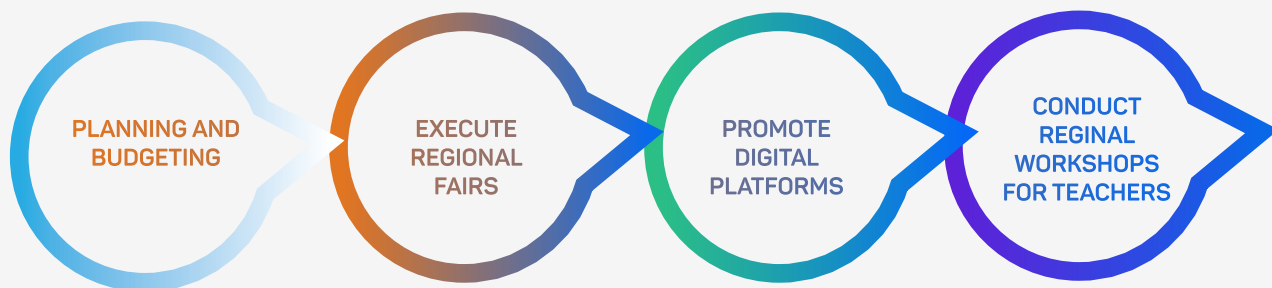 PLANNING AND
BUDGETING
EXECUTE
REGIONAL
FAIRS
PROMOTE
DIGITAL
PLATFORMS
CONDUCT
REGINAL
WORKSHOPS
FOR TEACHERS